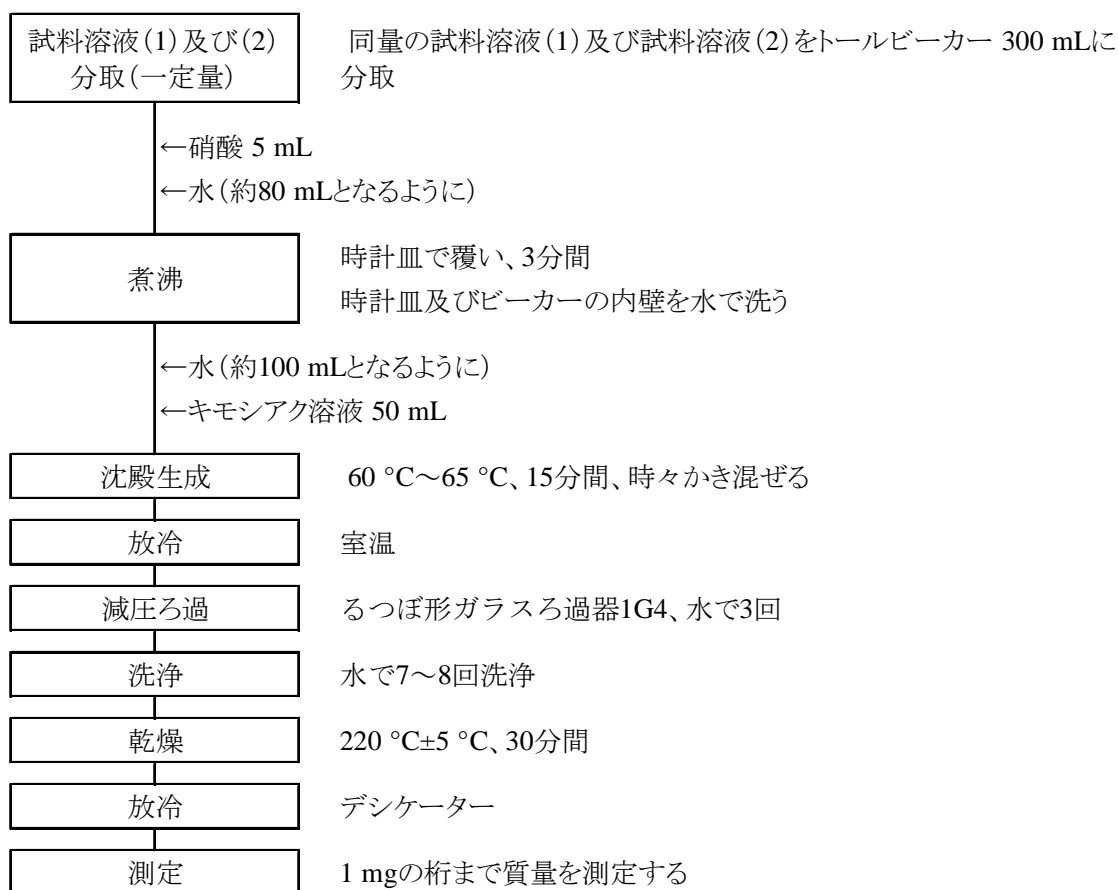 試料溶液(1)及び(2)
分取(一定量)
同量の試料溶液(1)及び試料溶液(2)をトールビーカー 300 mLに
分取
←硝酸 5 mL
←水(約80 mLとなるように)
煮沸
時計皿で覆い、3分間
時計皿及びビーカーの内壁を水で洗う
←水(約100 mLとなるように)
←キモシアク溶液 50 mL
沈殿生成
60 °C～65 °C、15分間、時々かき混ぜる
放冷
室温
減圧ろ過
るつぼ形ガラスろ過器1G4、水で3回
洗浄
水で7～8回洗浄
乾燥
220 °C±5 °C、30分間
放冷
デシケーター
測定
1 mgの桁まで質量を測定する